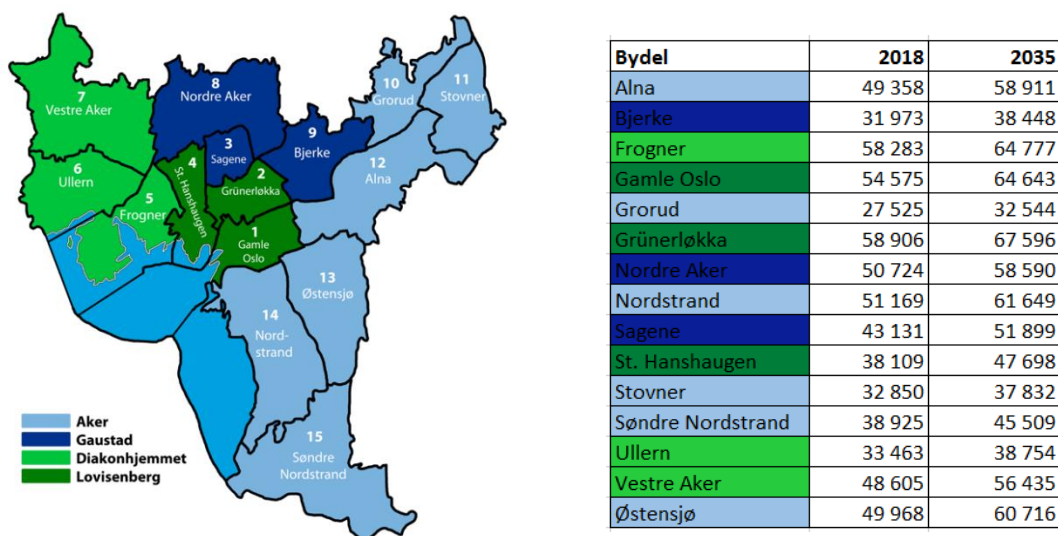 7
Vestre Aker
8
Nordre Aker
10
Grorud
11
Stovner
9
Bjerke
3
Sagene
4
St. Hanshaugen
2
Grünerløkka
12
Alna
6
Ullern
5
Frogner
1
Gamle
Oslo
13
Østensjø
14
Nord-
strand
15
Søndre
Nordstrand
Aker
Gaustad
Diakonhjemmet
Lovisenberg
Bydel 2018 2035
Alna 49 358 58 911
Bjerke 31 973 38 448
Frogner 58 283 64 777
Gamle Oslo 54 575 64 643
Grorud 27 525 32 544
Grünerløkka 58 906 67 596
Nordre Aker 50 724 58 590
Nordstrand 51 169 61 649
Sagene 43 131 51 899
St. Hanshaugen 38 109 47 698
Stovner 32 850 37 832
Søndre Nordstrand 38 925 45 509
Ullern 33 463 38 754
Vestre Aker 48 605 56 435
Østensjø 49 968 60 716